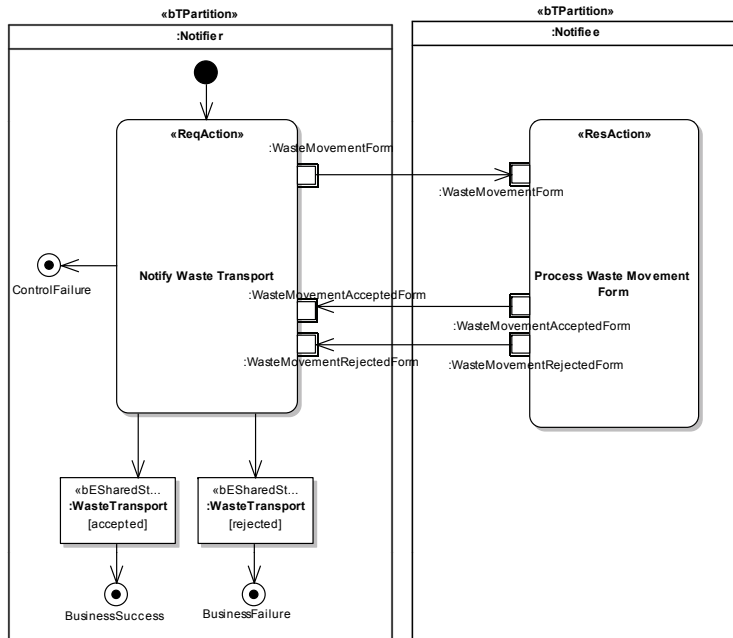 «bTPartition»
:Notifier
«bTPartition»
:Notifiee
«ReqAction»
:WasteMovementForm
«ResAction»
:WasteMovementForm
Notify Waste Transport
ControlFailure
Process Waste Movement
Form
:WasteMovementAcceptedForm
:WasteMovementAcceptedForm
:WasteMovementRejectedForm
:WasteMovementRejectedForm
«bESharedSt...
:WasteTransport
[accepted]
«bESharedSt...
:WasteTransport
[rejected]
BusinessSuccess
BusinessFailure